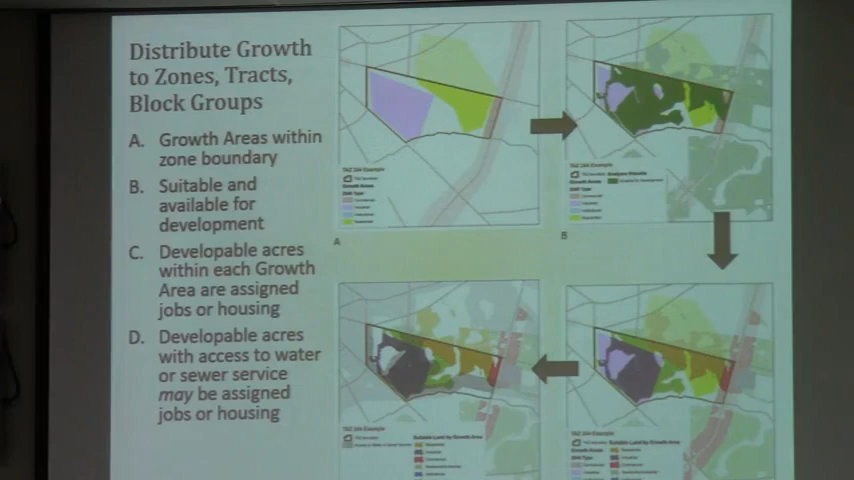 Distribute Growth
to Zones, Tracts,
Block Groups
A. Growth Areas within
zone boundary
B. Suitable and
available for
development
C. Developable acres
within each Growth
Area are assigned
jobs or housing
D. Developable acres
with access to water
or sewer service
may be assigned
jobs or housing
A
B